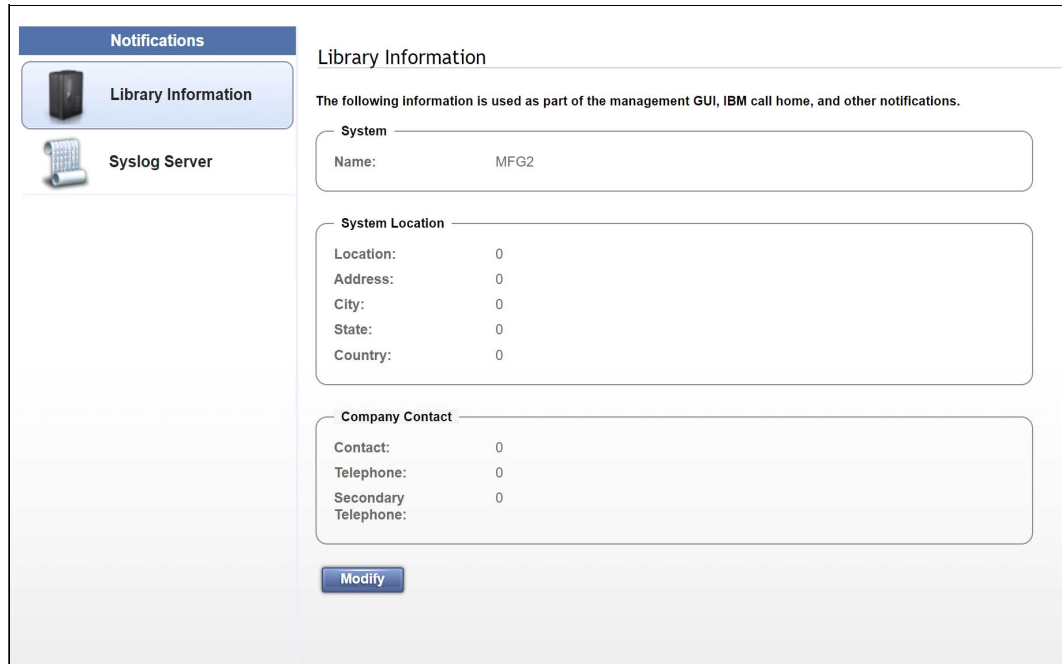 Notifications
Library Information
Syslog Server
Library Information
The following information is used as part of the management GUI, IBM call home, and other notifications.
System
Name: MFG2
System Location
Location: 0
Address: 0
City: 0
State: 0
Country: 0
Company Contact
Contact: 0
Telephone: 0
Secondary 0
Telephone:
Modify